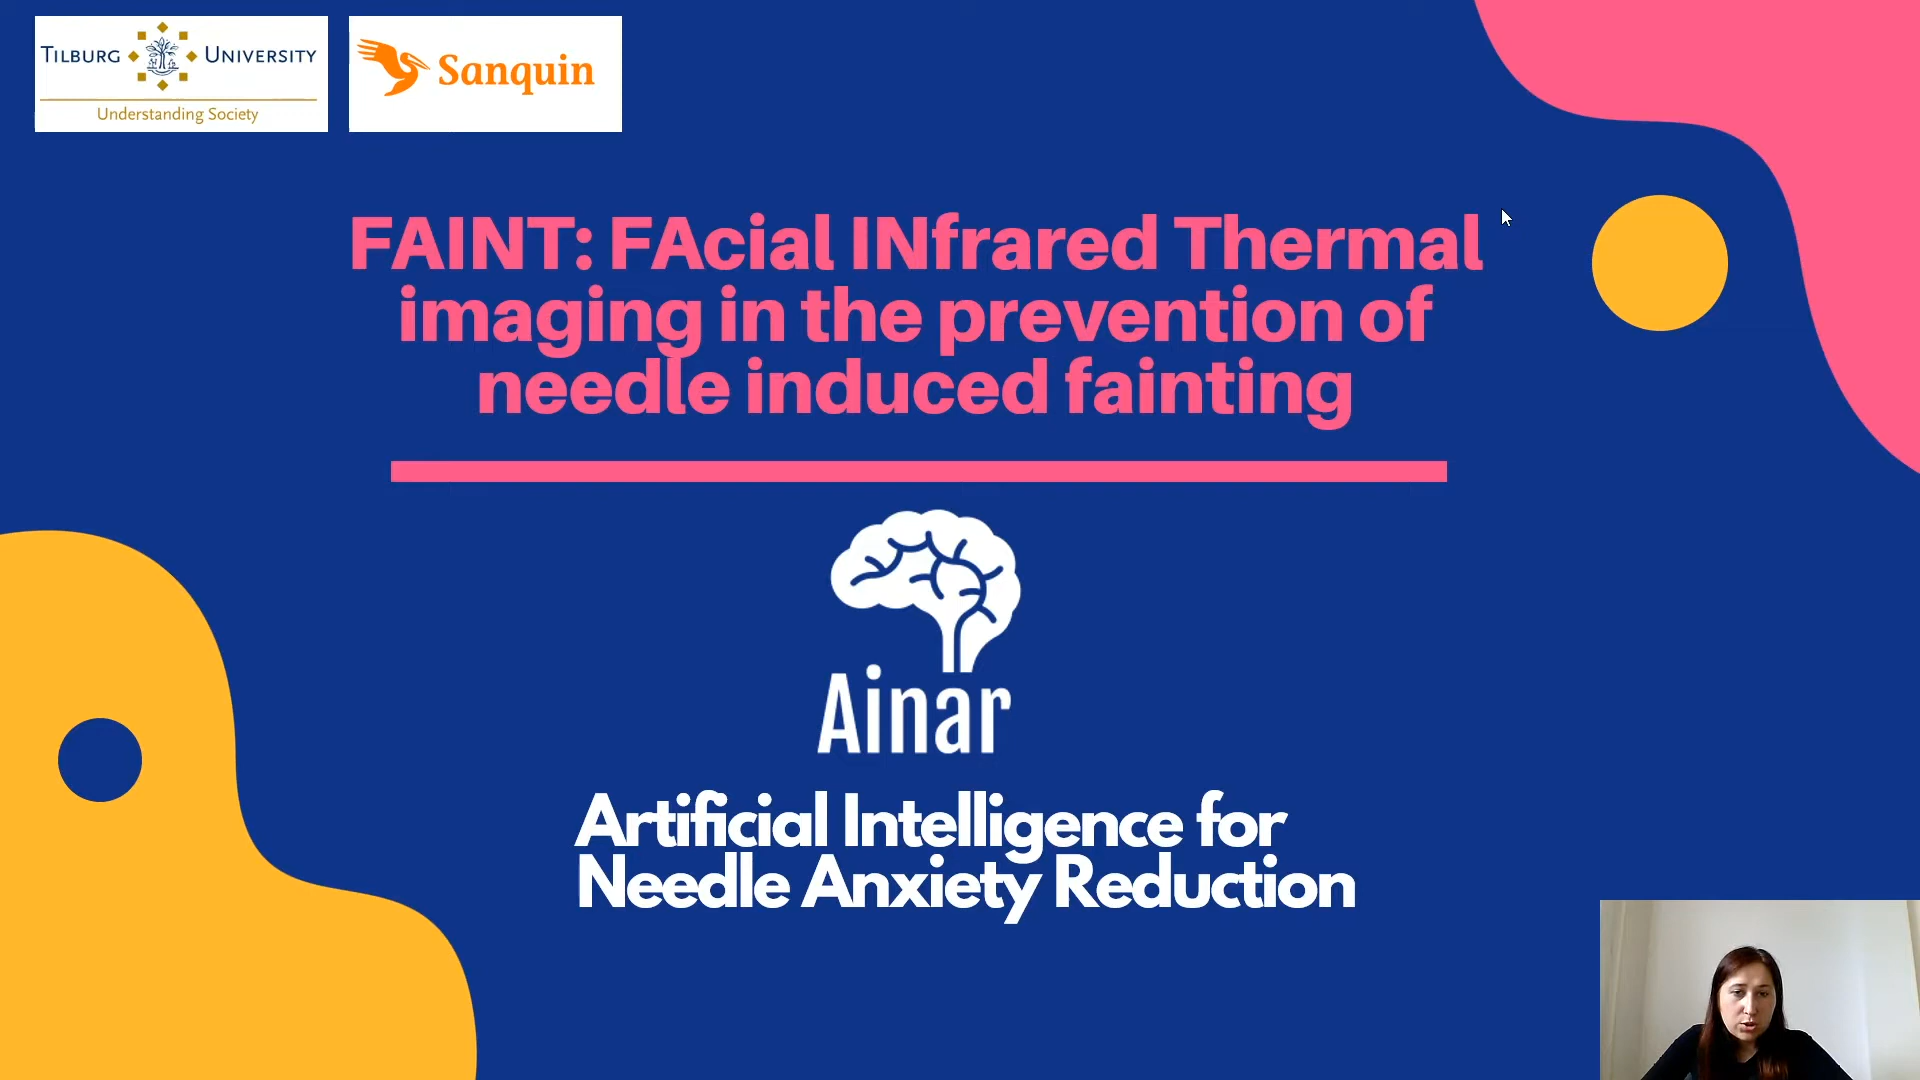 TILBURG UNIVERSITY
Understanding Society
Sanquin
FAINT: FAcial INfrared Thermal
imaging in the prevention of
needle induced fainting
Ainar
Artificial Intelligence for
Needle Anxiety Reduction